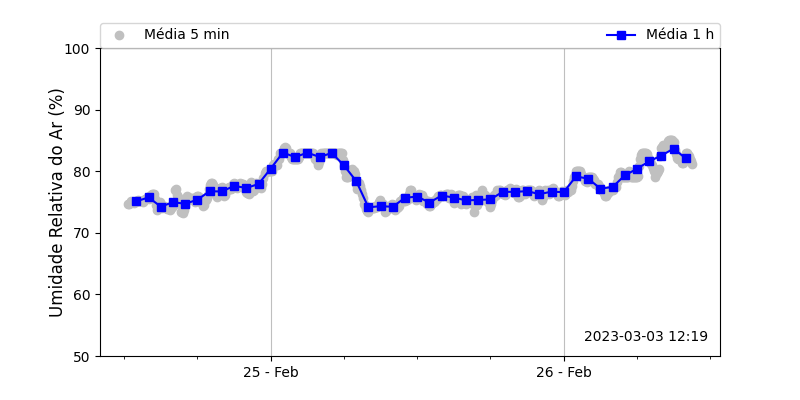 Média 5 min
Média 1 h
Umidade Relativa do Ar (%)
100
90
80
70
60
50
2023-03-03 12:19
25 - Feb
26 - Feb